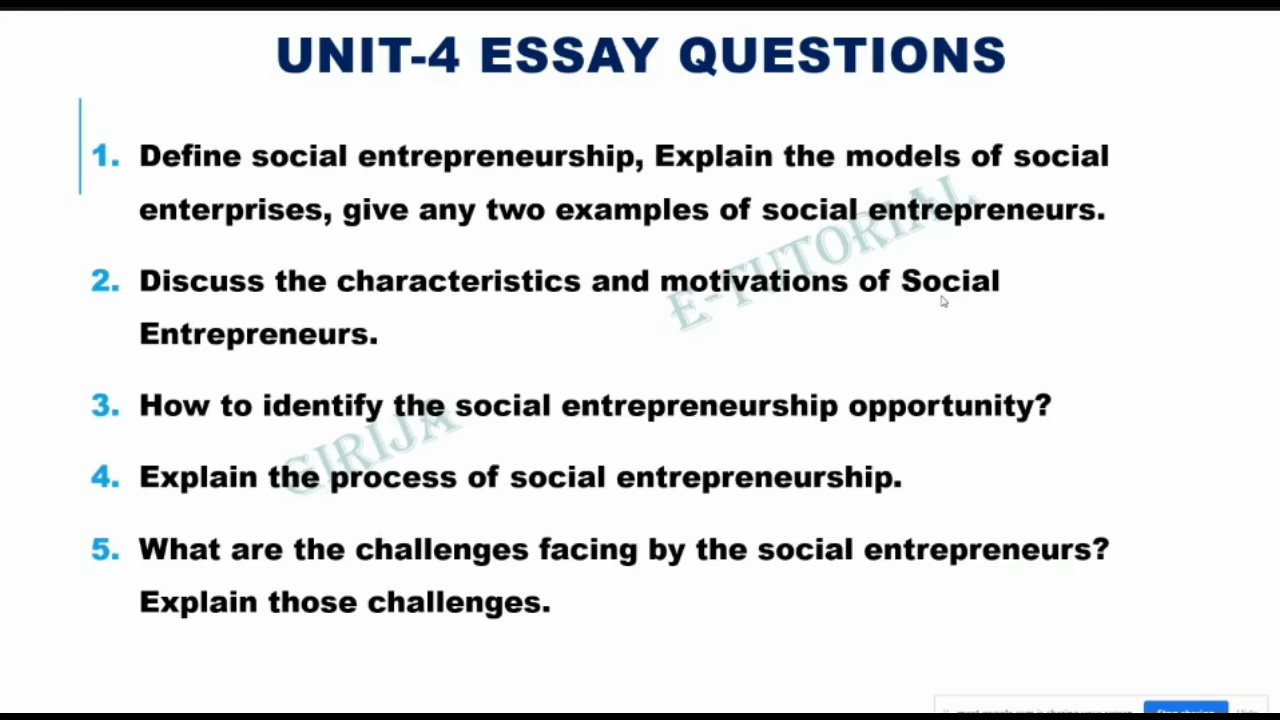 UNIT-4 ESSAY QUESTIONS
1. Define social entrepreneurship, Explain the models of social
enterprises, give any two examples of social entrepreneurs.
2. Discuss the characteristics and motivations of Social
Entrepreneurs.
3. How to identify the social entrepreneurship opportunity?
4. Explain the process of social entrepreneurship.
5. What are the challenges facing by the social entrepreneurs?
Explain those challenges.
GIRIJA E-TUTORIAL